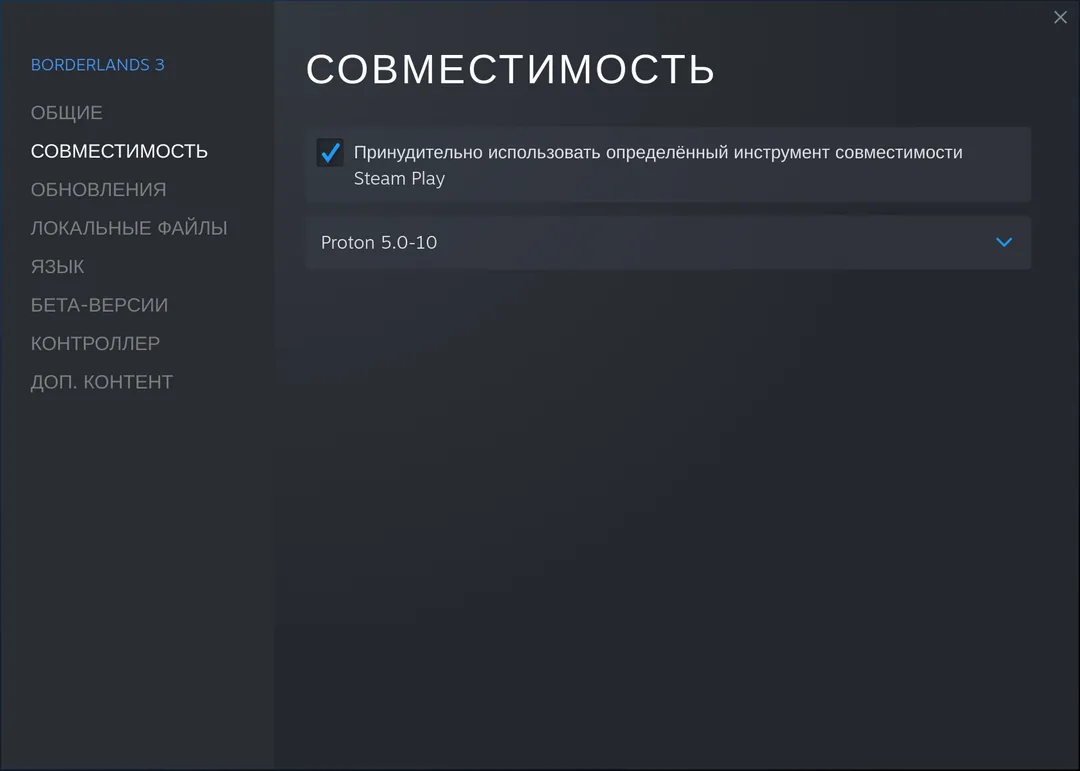 BORDERLANDS 3
ОБЩИЕ
СОВМЕСТИМОСТЬ
ОБНОВЛЕНИЯ
ЛОКАЛЬНЫЕ ФАЙЛЫ
ЯЗЫК
БЕТА-ВЕРСИИ
КОНТРОЛЛЕР
ДОП. КОНТЕНТ
СОВМЕСТИМОСТЬ
Принудительно использовать определённый инструмент совместимости
Steam Play
Proton 5.0-10